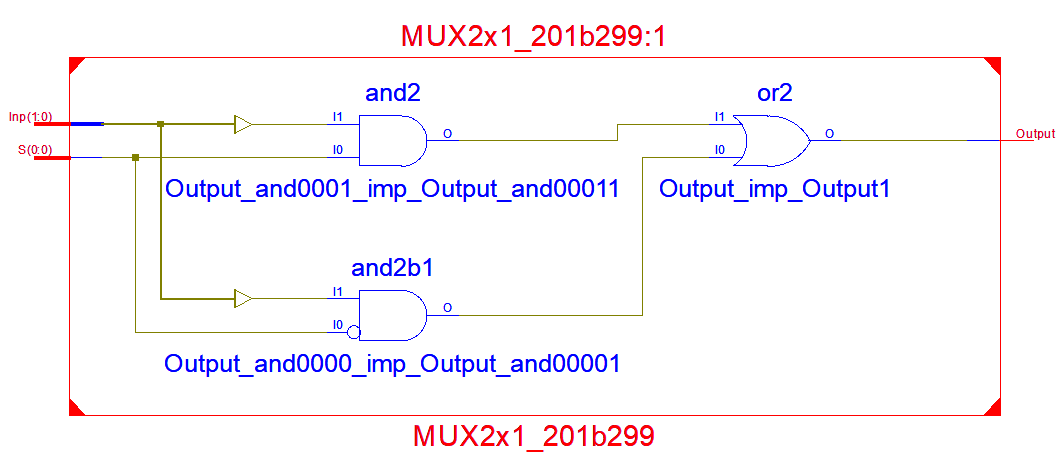 MUX2x1_201b299:1
and2
or2
Inp(1:0)
I1
I1
O
O
Output
S(0:0)
I0
I0
Output_and0001_imp_Output_and00011
Output_imp_Output1
and2b1
I1
O
I0
Output_and0000_imp_Output_and00001
MUX2x1_201b299